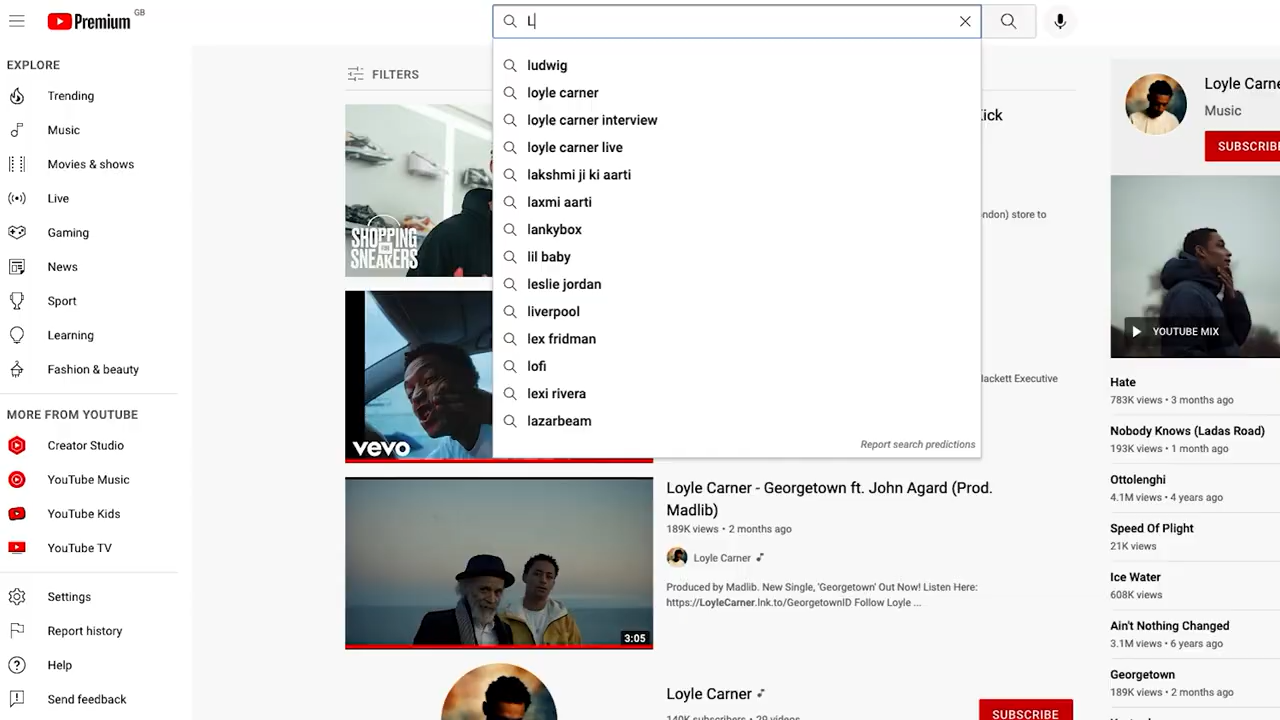 Premium GB
L
EXPLORE
Trending
Music
Movies & shows
Live
Gaming
News
Sport
Learning
Fashion & beauty
MORE FROM YOUTUBE
Creator Studio
YouTube Music
YouTube Kids
YouTube TV
Settings
Report history
Help
Send feedback
FILTERS
ludwig
loyle carner
loyle carner interview
loyle carner live
lakshmi ji ki aarti
laxmi aarti
lankybox
lil baby
leslie jordan
liverpool
lex fridman
lofi
lexi rivera
lazarbeam
Report search predictions
SHOPPING
FOR
SNEAKERS
store to
vevo
Executive
Loyle Carner - Georgetown ft. John Agard (Prod.
Madlib)
189K views • 2 months ago
Loyle Carner
Produced by Madlib. New Single, 'Georgetown' Out Now! Listen Here:
https://LoyleCarner.lnk.to/GeorgetownID Follow Loyle ...
3:05
Loyle Carner
SUBSCRIBE
Loyle Carne
Music
SUBSCRIBE
YOUTUBE MIX
Hate
783K views • 3 months ago
Nobody Knows (Ladas Road)
193K views • 1 month ago
Ottolenghi
4.1M views • 4 years ago
Speed Of Plight
21K views
Ice Water
608K views
Ain't Nothing Changed
3.1M views • 6 years ago
Georgetown
189K views • 2 months ago